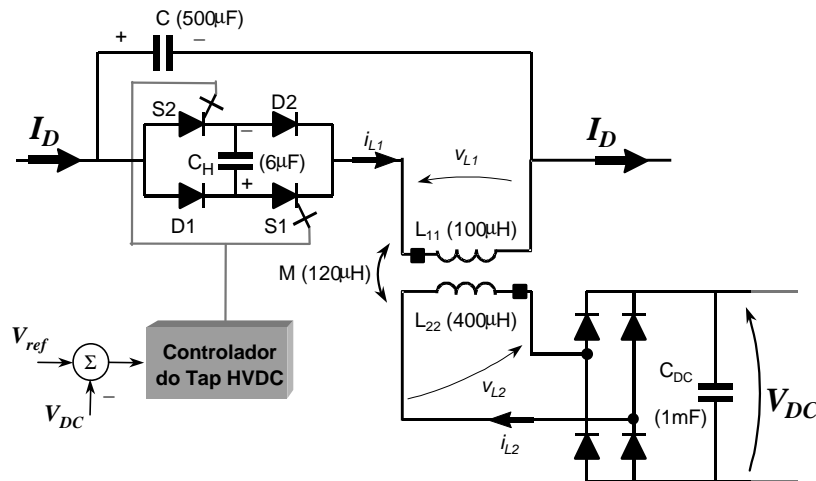 C (500µF)
+ −
S2 D2
I_D
−
C_H (6µF)
+
D1 S1
i_L1
v_L1
I_D
L_11 (100µH)
M (120µH)
L_22 (400µH)
v_L2
i_L2
V_ref
Σ
−
V_DC
Controlador
do Tap HVDC
C_DC
(1mF)
V_DC